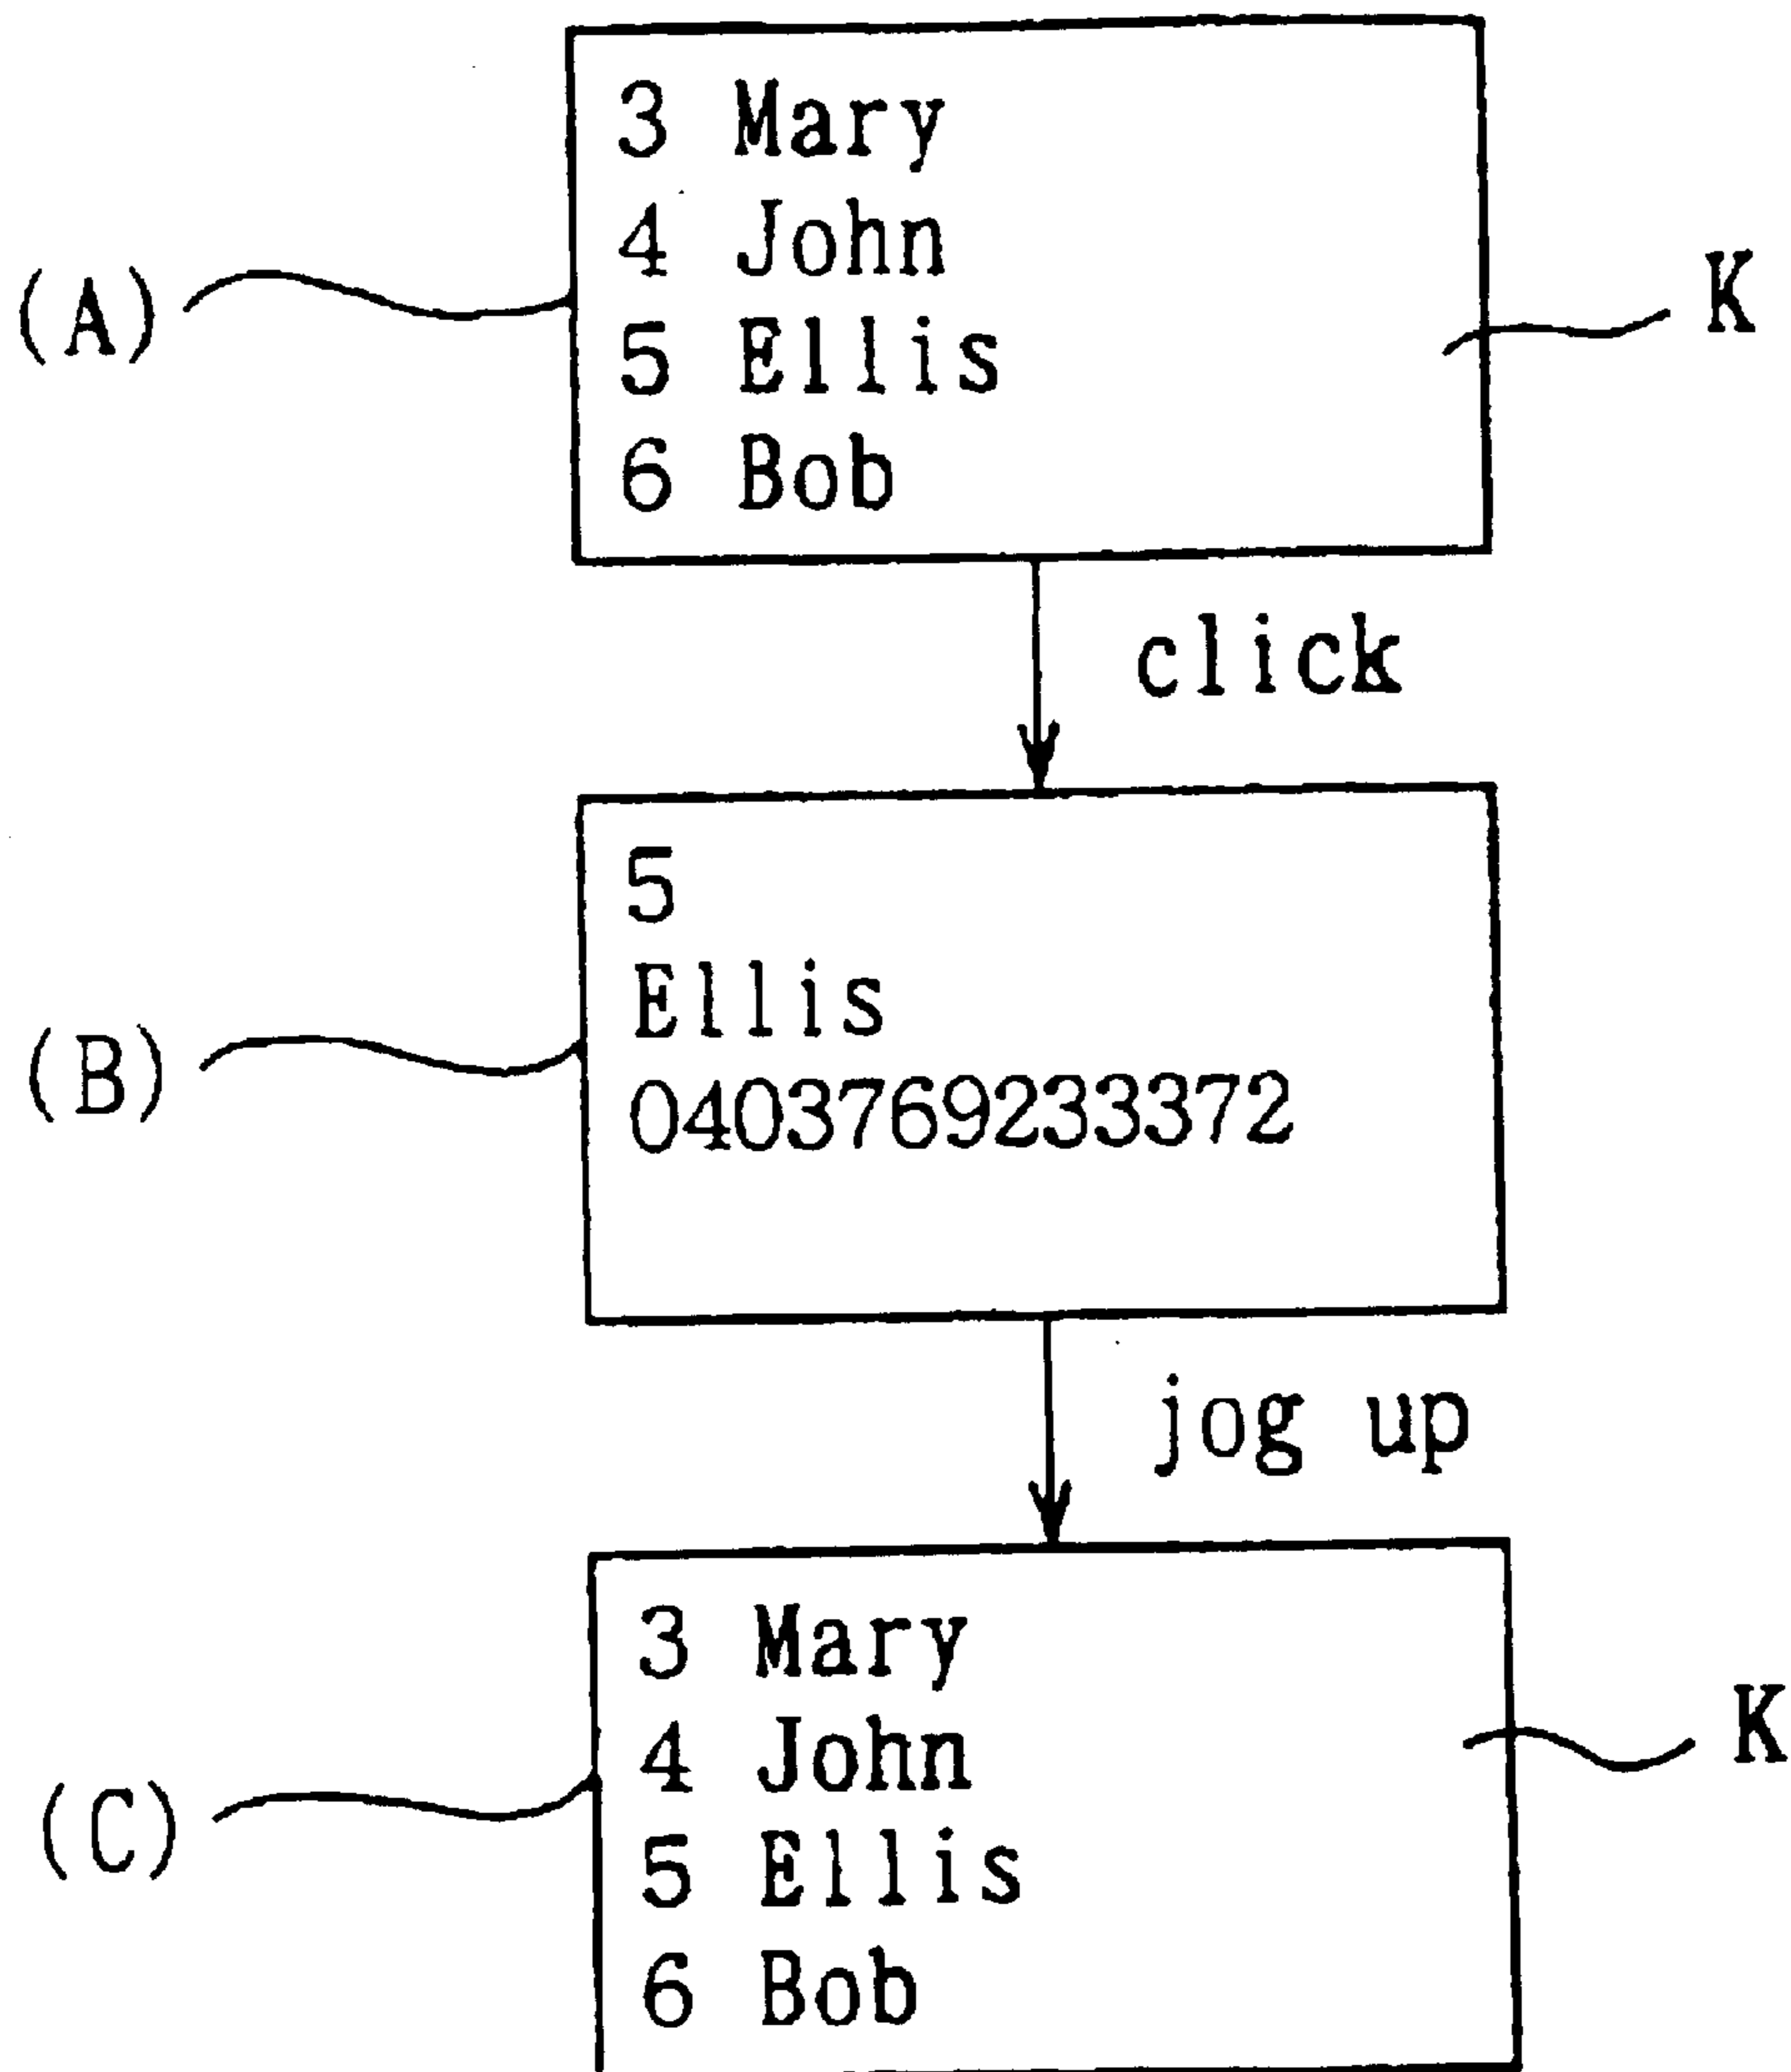 3 Mary
4 John
(A)
K
5 Ellis
6 Bob
click
5
Ellis
(B)
0403769233372
jog up
3 Mary
4 John
K
(C)
5 Ellis
6 Bob